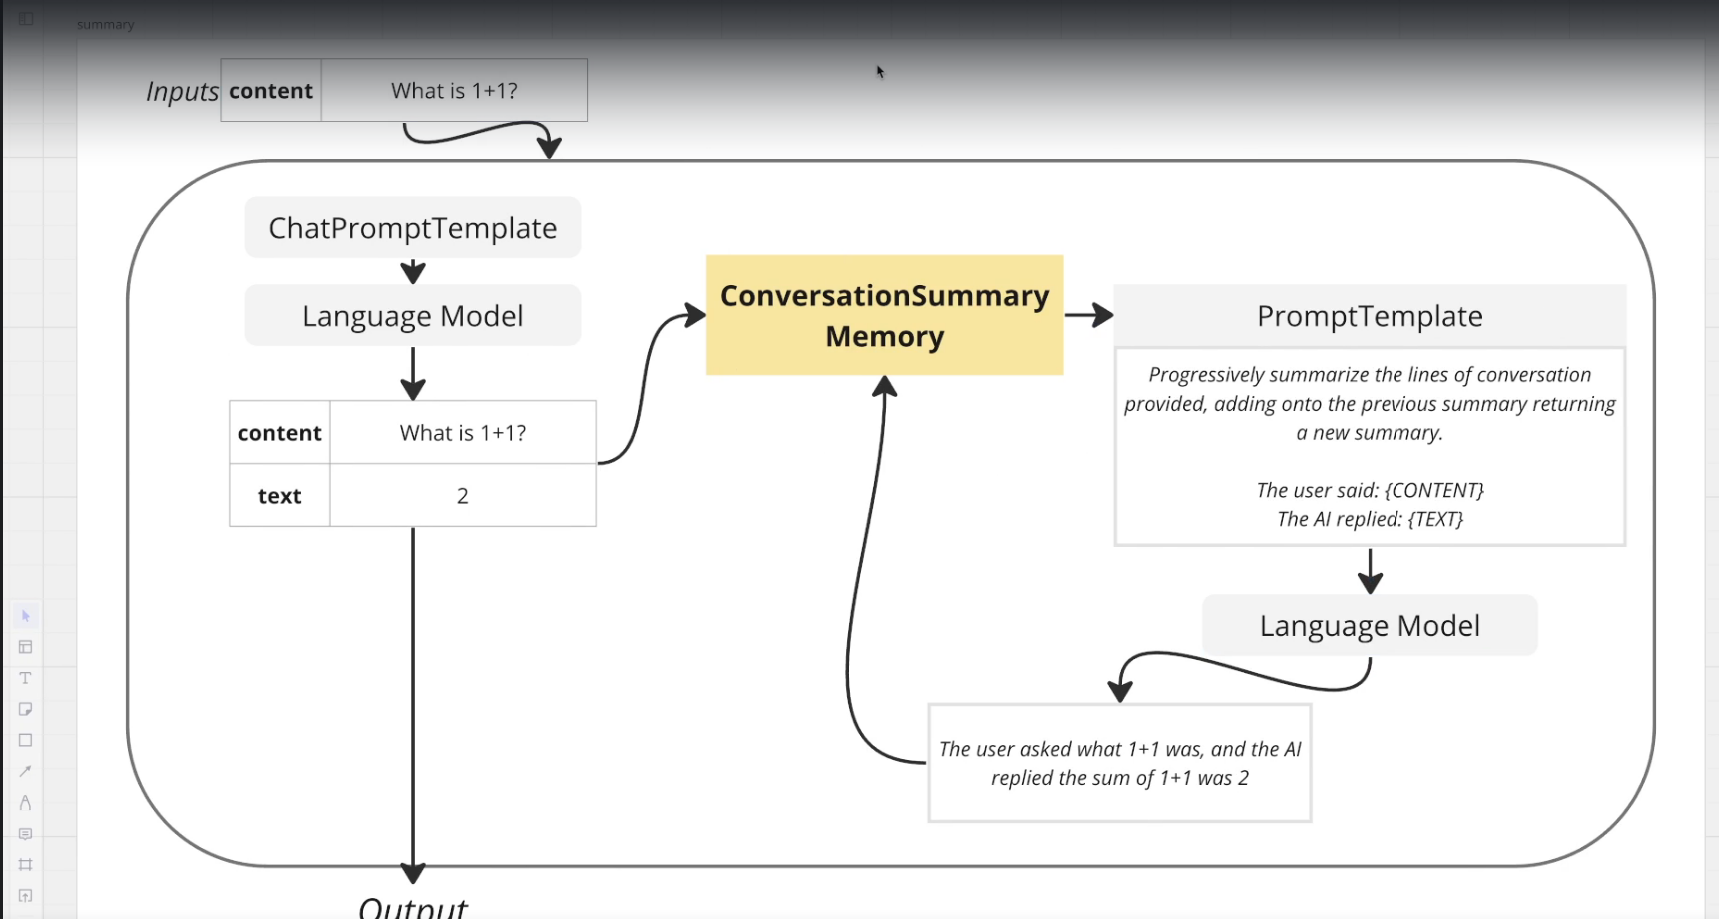 summary
Inputs
content
What is 1+1?
ChatPromptTemplate
Language Model
content
What is 1+1?
text
2
ConversationSummary
Memory
PromptTemplate
Progressively summarize the lines of conversation
provided, adding onto the previous summary returning
a new summary.
The user said: {CONTENT}
The AI replied: {TEXT}
Language Model
The user asked what 1+1 was, and the AI
replied the sum of 1+1 was 2
Output